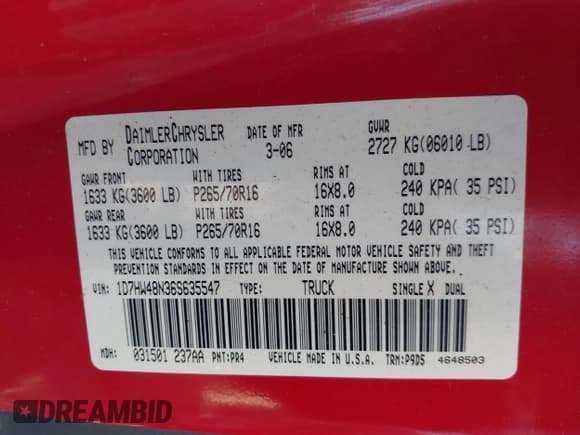 MFD BY DAIMLERCHRYSLER CORPORATION DATE OF MFR 3-06 GVWR 2727 KG(06010 LB)
GAWR FRONT WITH TIRES RIMS AT COLD
1633 KG(3600 LB) P265/70R16 16X8.0 240 KPA( 35 PSI)
GAWR REAR WITH TIRES RIMS AT COLD
1633 KG(3600 LB) P265/70R16 16X8.0 240 KPA( 35 PSI)
THIS VEHICLE CONFORMS TO ALL APPLICABLE FEDERAL MOTOR VEHICLE SAFETY AND THEFT
PREVENTION STANDARDS IN EFFECT ON THE DATE OF MANUFACTURE SHOWN ABOVE.
VIN: 1D7HW48N36S635547 TYPE: TRUCK SINGLE X DUAL
MDH: 031501 237AA PNT:PR4 VEHICLE MADE IN U.S.A. TRM:P9D5 4648503
DREAMBID